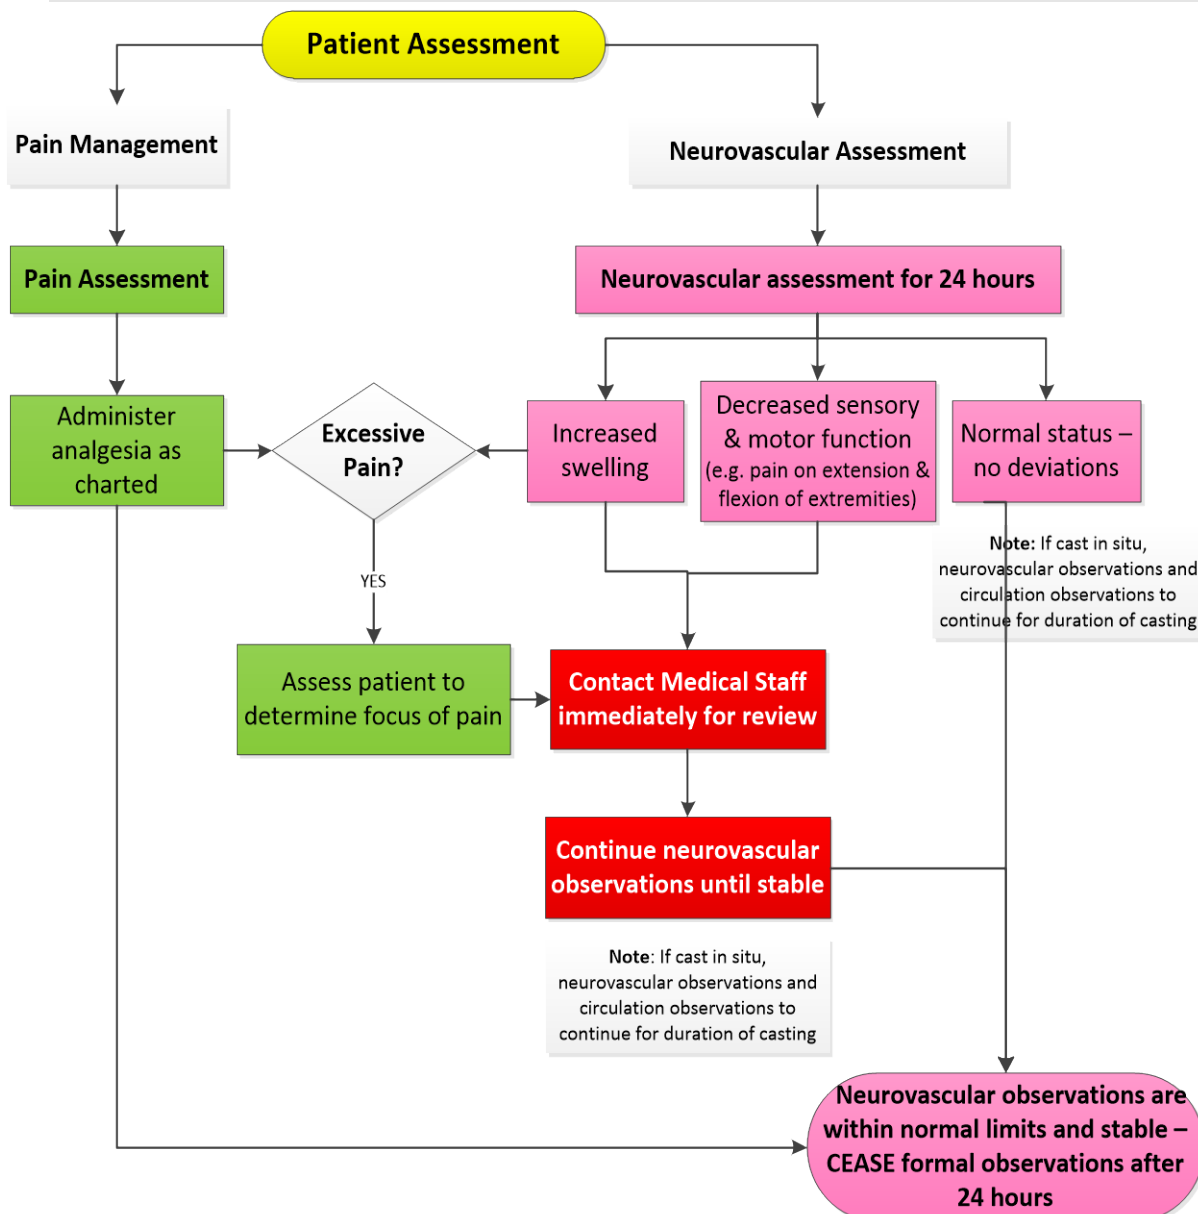 Patient Assessment
Pain Management
Neurovascular Assessment
Pain Assessment
Neurovascular assessment for 24 hours
Administer
analgesia as
charted
Excessive
Pain?
Increased
swelling
Decreased sensory
& motor function
(e.g. pain on extension &
flexion of extremities)
Normal status –
no deviations
Note: If cast in situ,
neurovascular observations and
circulation observations to
continue for duration of casting
YES
Assess patient to
determine focus of pain
Contact Medical Staff
immediately for review
Continue neurovascular
observations until stable
Note: If cast in situ,
neurovascular observations and
circulation observations to
continue for duration of casting
Neurovascular observations are
within normal limits and stable –
CEASE formal observations after
24 hours